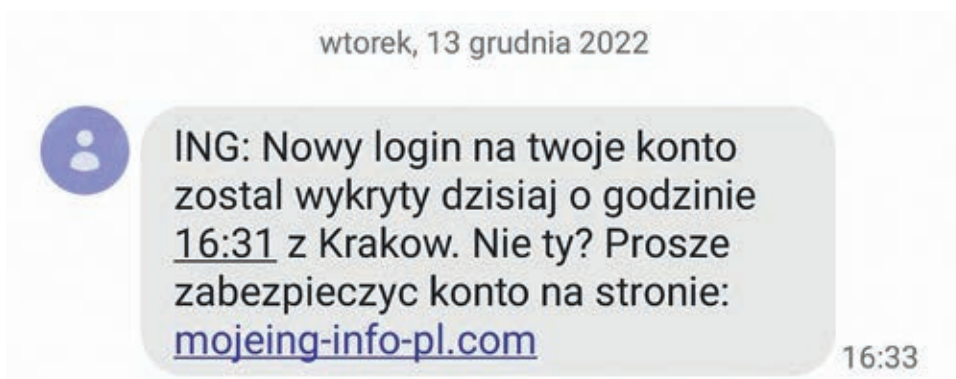 wtorek, 13 grudnia 2022
lNG: Nowy login na twoje konto
zostal wykryty dzisiaj o godzinie
16:31 z Krakow. Nie ty? Prosze
zabezpieczyc konto na stronie:
mojeing-info-pl.com
16:33